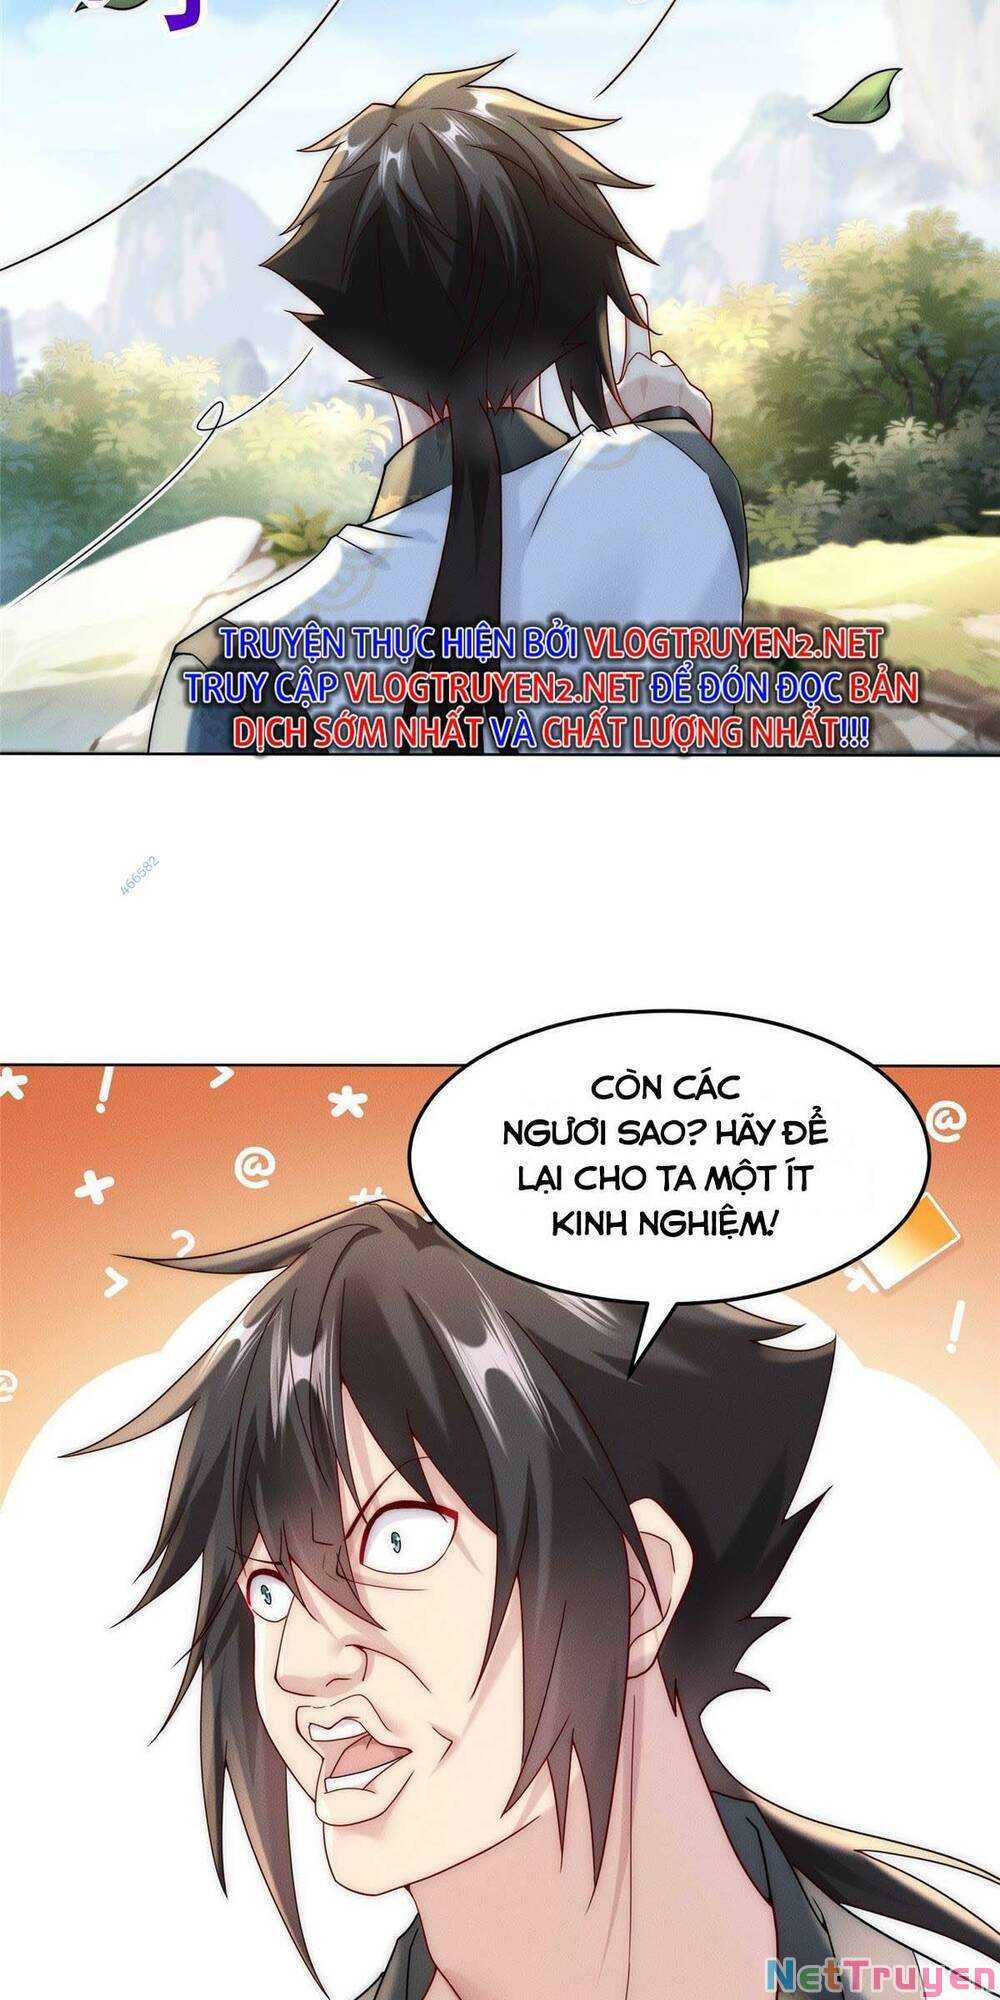 TRUYỆN THỰC HIỆN BỞI VLOGTRUYEN2.NET
TRUY CẬP VLOGTRUYEN2.NET ĐỂ ĐÓN ĐỌC BẢN
DỊCH SỚM NHẤT VÀ CHẤT LƯỢNG NHẤT!!!
466582
CÒN CÁC
NGƯƠI SAO? HÃY ĐỂ
LẠI CHO TA MỘT ÍT
KINH NGHIỆM!
NetTruyen